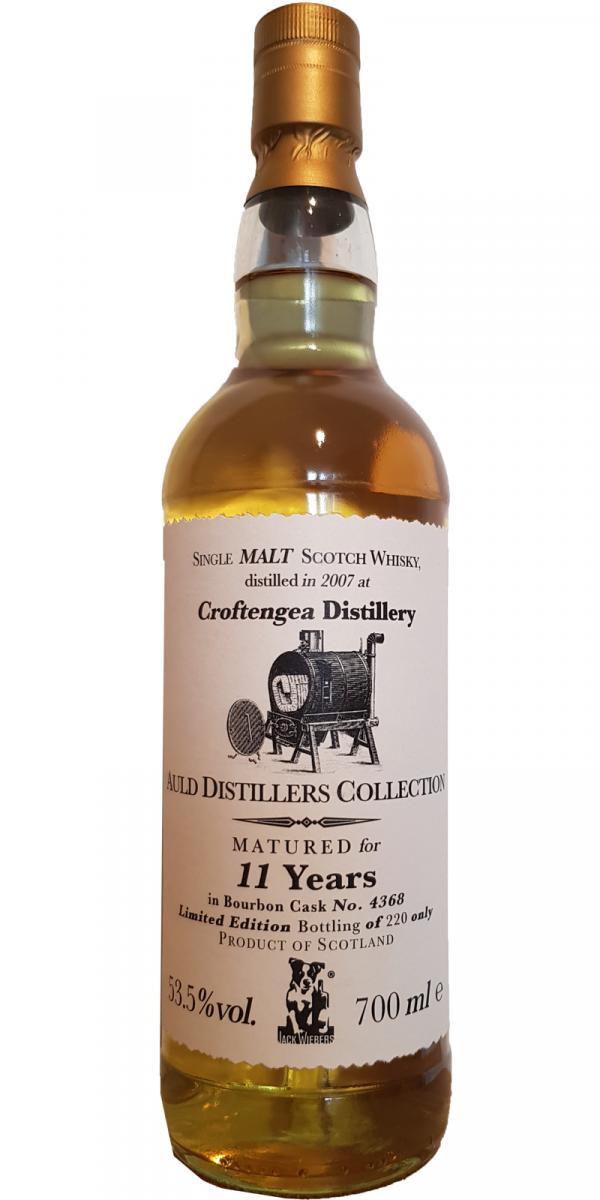 SINGLE MALT SCOTCH WHISKY,
distilled in 2007 at
Croftengea Distillery
AULD DISTILLERS COLLECTION
MATURED for
11 Years
in Bourbon Cask No. 4368
Limited Edition Bottling of 220 only
PRODUCT OF SCOTLAND
53.5%vol.
®
JACK WIEBERS
700 ml e